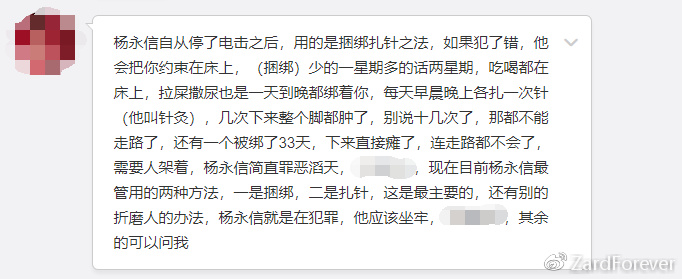 杨永信自从停了电击之后，用的是捆绑扎针之法，如果犯了错，他
会把你约束在床上，（捆绑）少的一星期多的话两星期，吃喝都在
床上，拉屎撒尿也是一天到晚都绑着你，每天早晨晚上各扎一次针
（他叫针灸），几次下来整个脚都肿了，别说十几次了，那都不能
走路了，还有一个被绑了33天，下来直接瘫了，连走路都不会了，
需要人架着，杨永信简直罪恶滔天，，现在目前杨永信最
管用的两种方法，一是捆绑，二是扎针，这是最主要的，还有别的
折磨人的办法，杨永信就是在犯罪，他应该坐牢，，其余
的可以问我
ZardForever